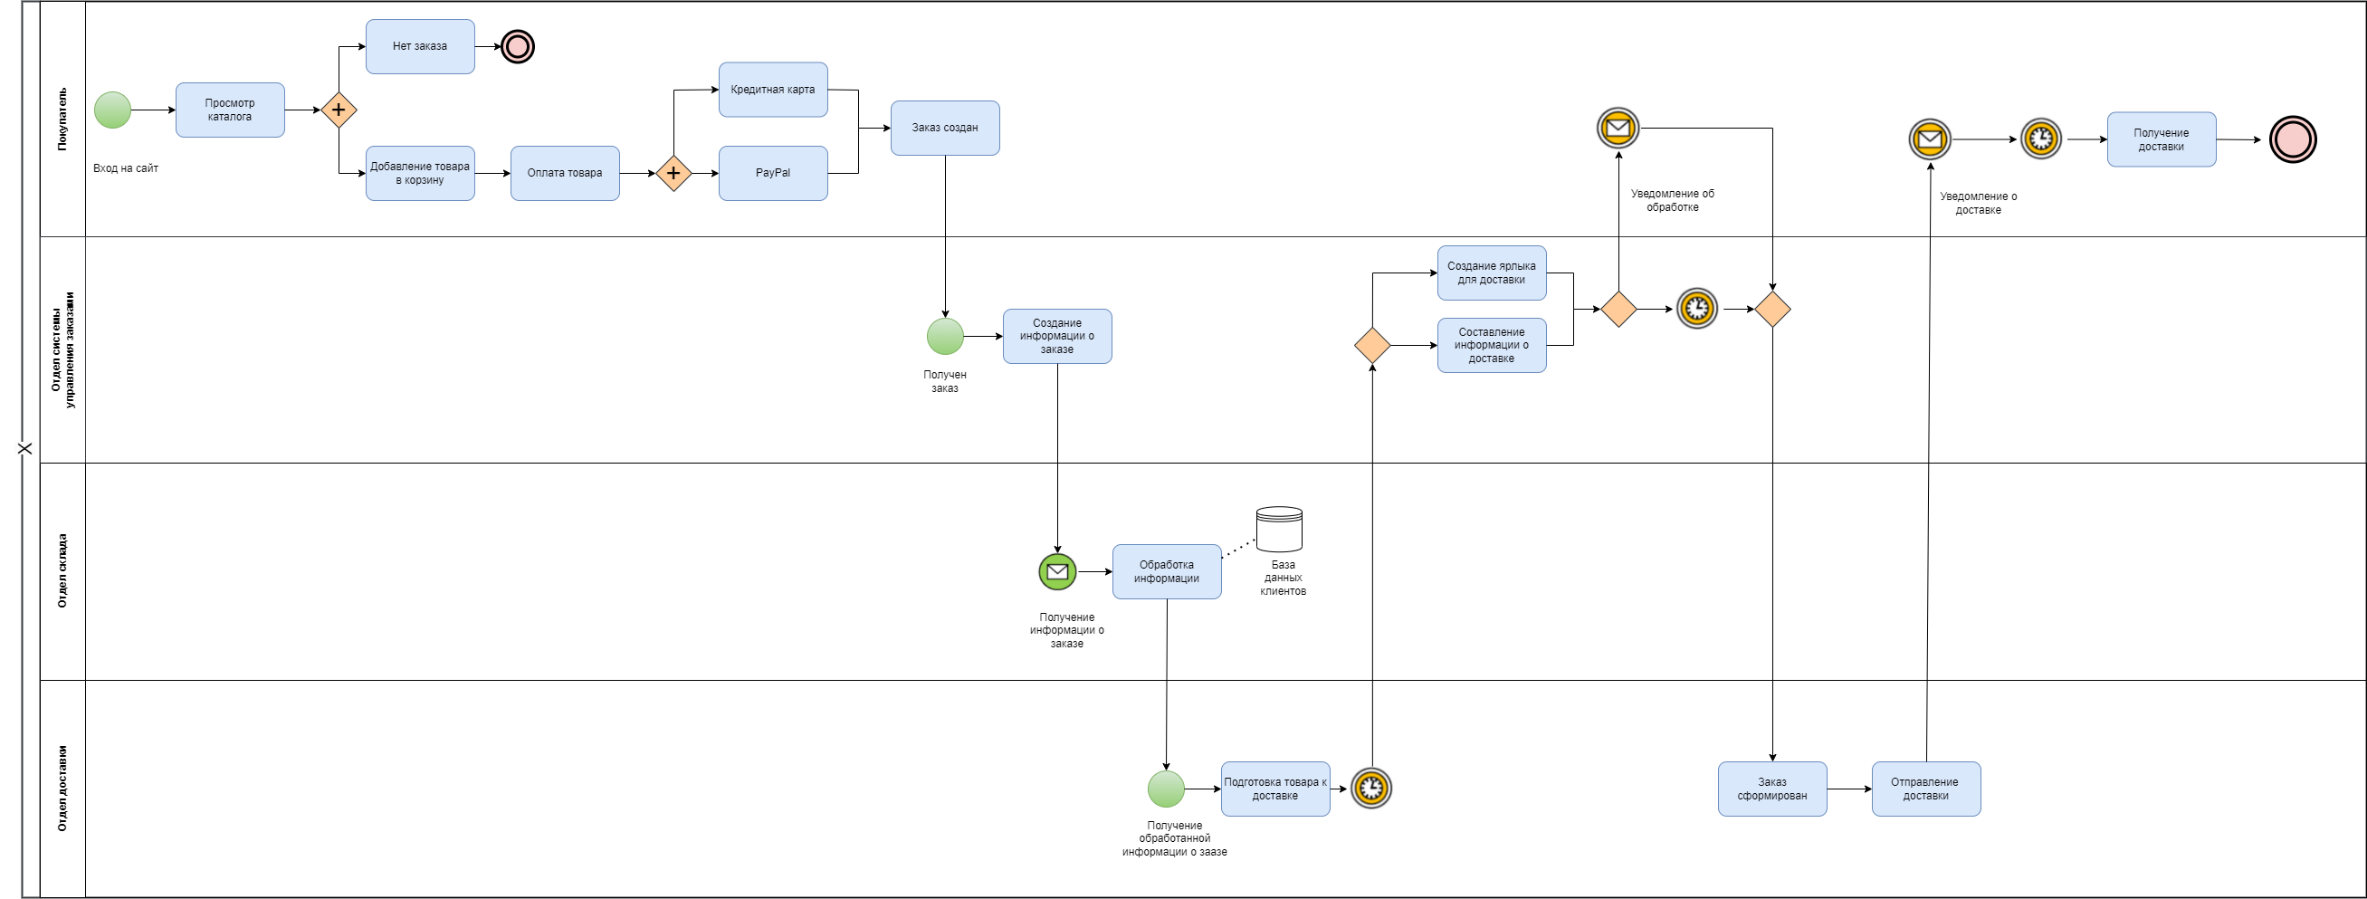 X
Покупатель
Вход на сайт
Просмотр
каталога
Нет заказа
Добавление товара
в корзину
Оплата товара
Кредитная карта
PayPal
Заказ создан
Уведомление об
обработке
Уведомление о
доставке
Получение
доставки
Отдел системы
управления заказами
Получен
заказ
Создание
информации о
заказе
Создание ярлыка
для доставки
Составление
информации о
доставке
Отдел склада
Получение
информации о
заказе
Обработка
информации
База
данных
клиентов
Отдел доставки
Получение
обработанной
информации о заазе
Подготовка товара к
доставке
Заказ
сформирован
Отправление
доставки